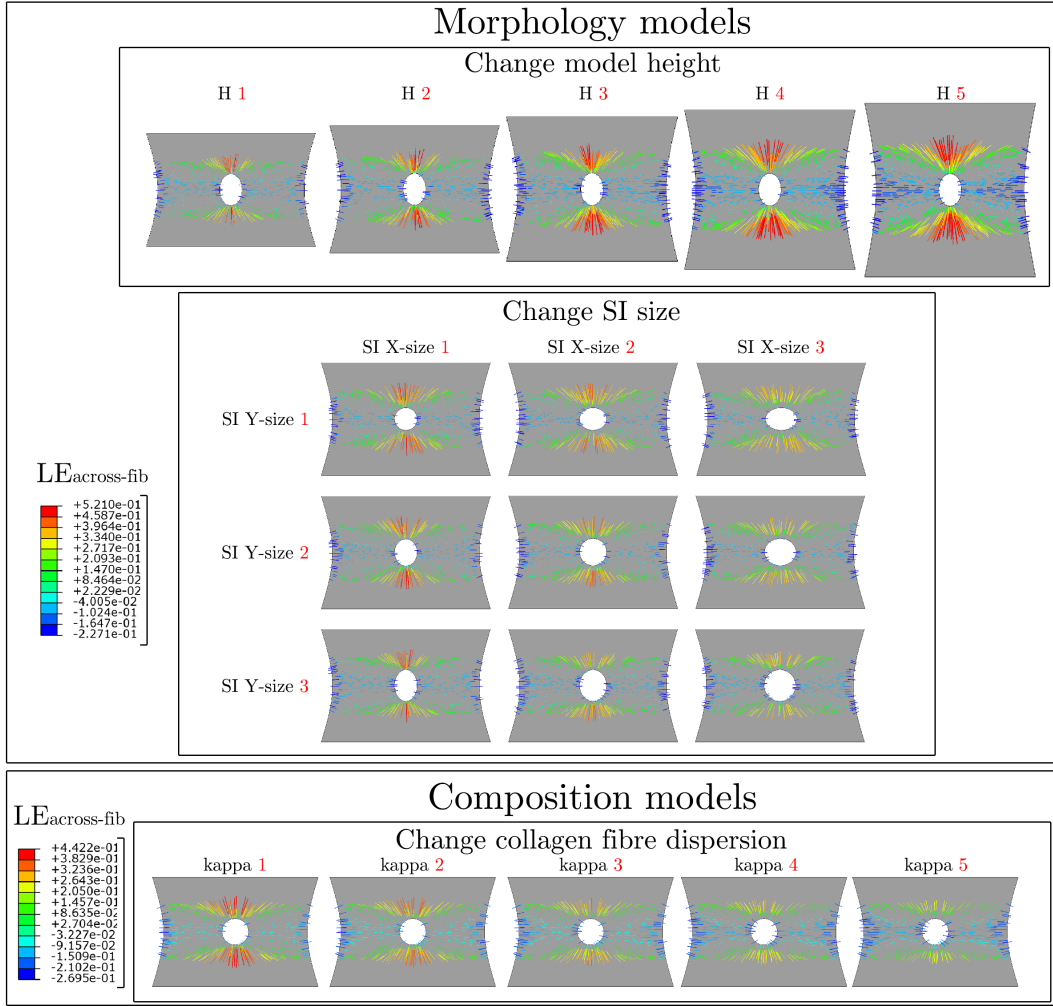 Morphology models
Change model height
H 1 H 2 H 3 H 4 H 5
Change SI size
SI X-size 1 SI X-size 2 SI X-size 3
SI Y-size 1
LEacross-fib
+5.210e-01
+4.587e-01
+3.964e-01
+3.340e-01
+2.717e-01
+2.093e-01
+1.470e-01
+8.464e-02
+2.229e-02
-4.005e-02
-1.024e-01
-1.647e-01
-2.271e-01
SI Y-size 2
SI Y-size 3
Composition models
LEacross-fib
+4.422e-01
+3.829e-01
+3.236e-01
+2.643e-01
+2.050e-01
+1.457e-01
+8.635e-02
+2.704e-02
-3.227e-02
-9.157e-02
-1.509e-01
-2.102e-01
-2.695e-01
Change collagen fibre dispersion
kappa 1 kappa 2 kappa 3 kappa 4 kappa 5